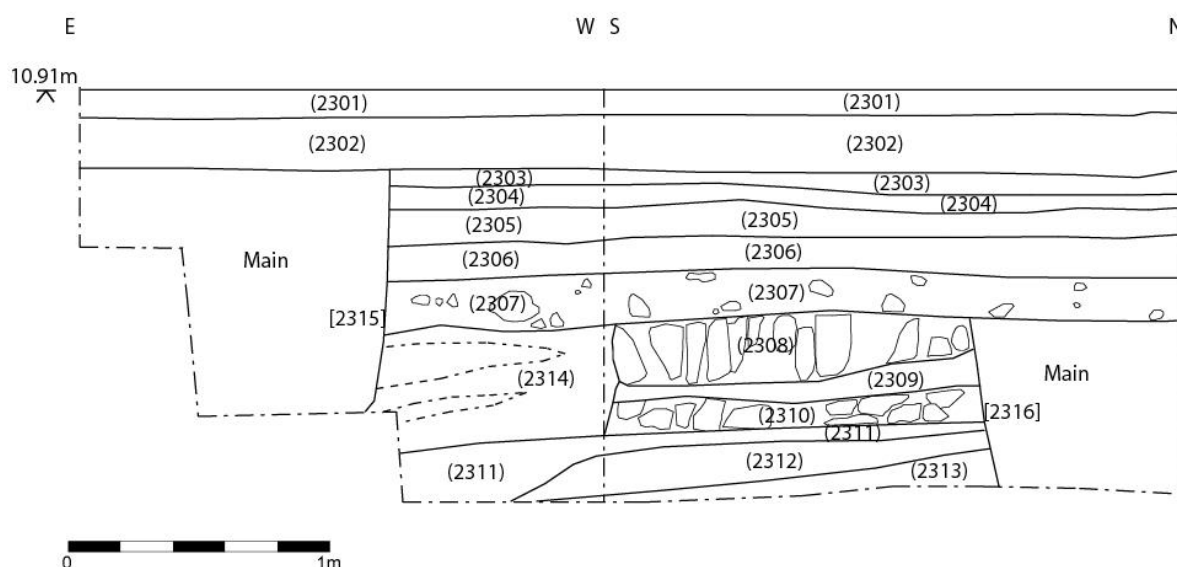 E W S N
10.91m
(2301) (2301)
(2302) (2302)
(2303) (2303)
(2304) (2304)
(2305) (2305)
Main (2306) (2306)
(2307) (2307)
[2315]
(2308)
(2314) (2309) Main
(2310) [2316]
(2311)
(2311) (2312) (2313)
0 1m